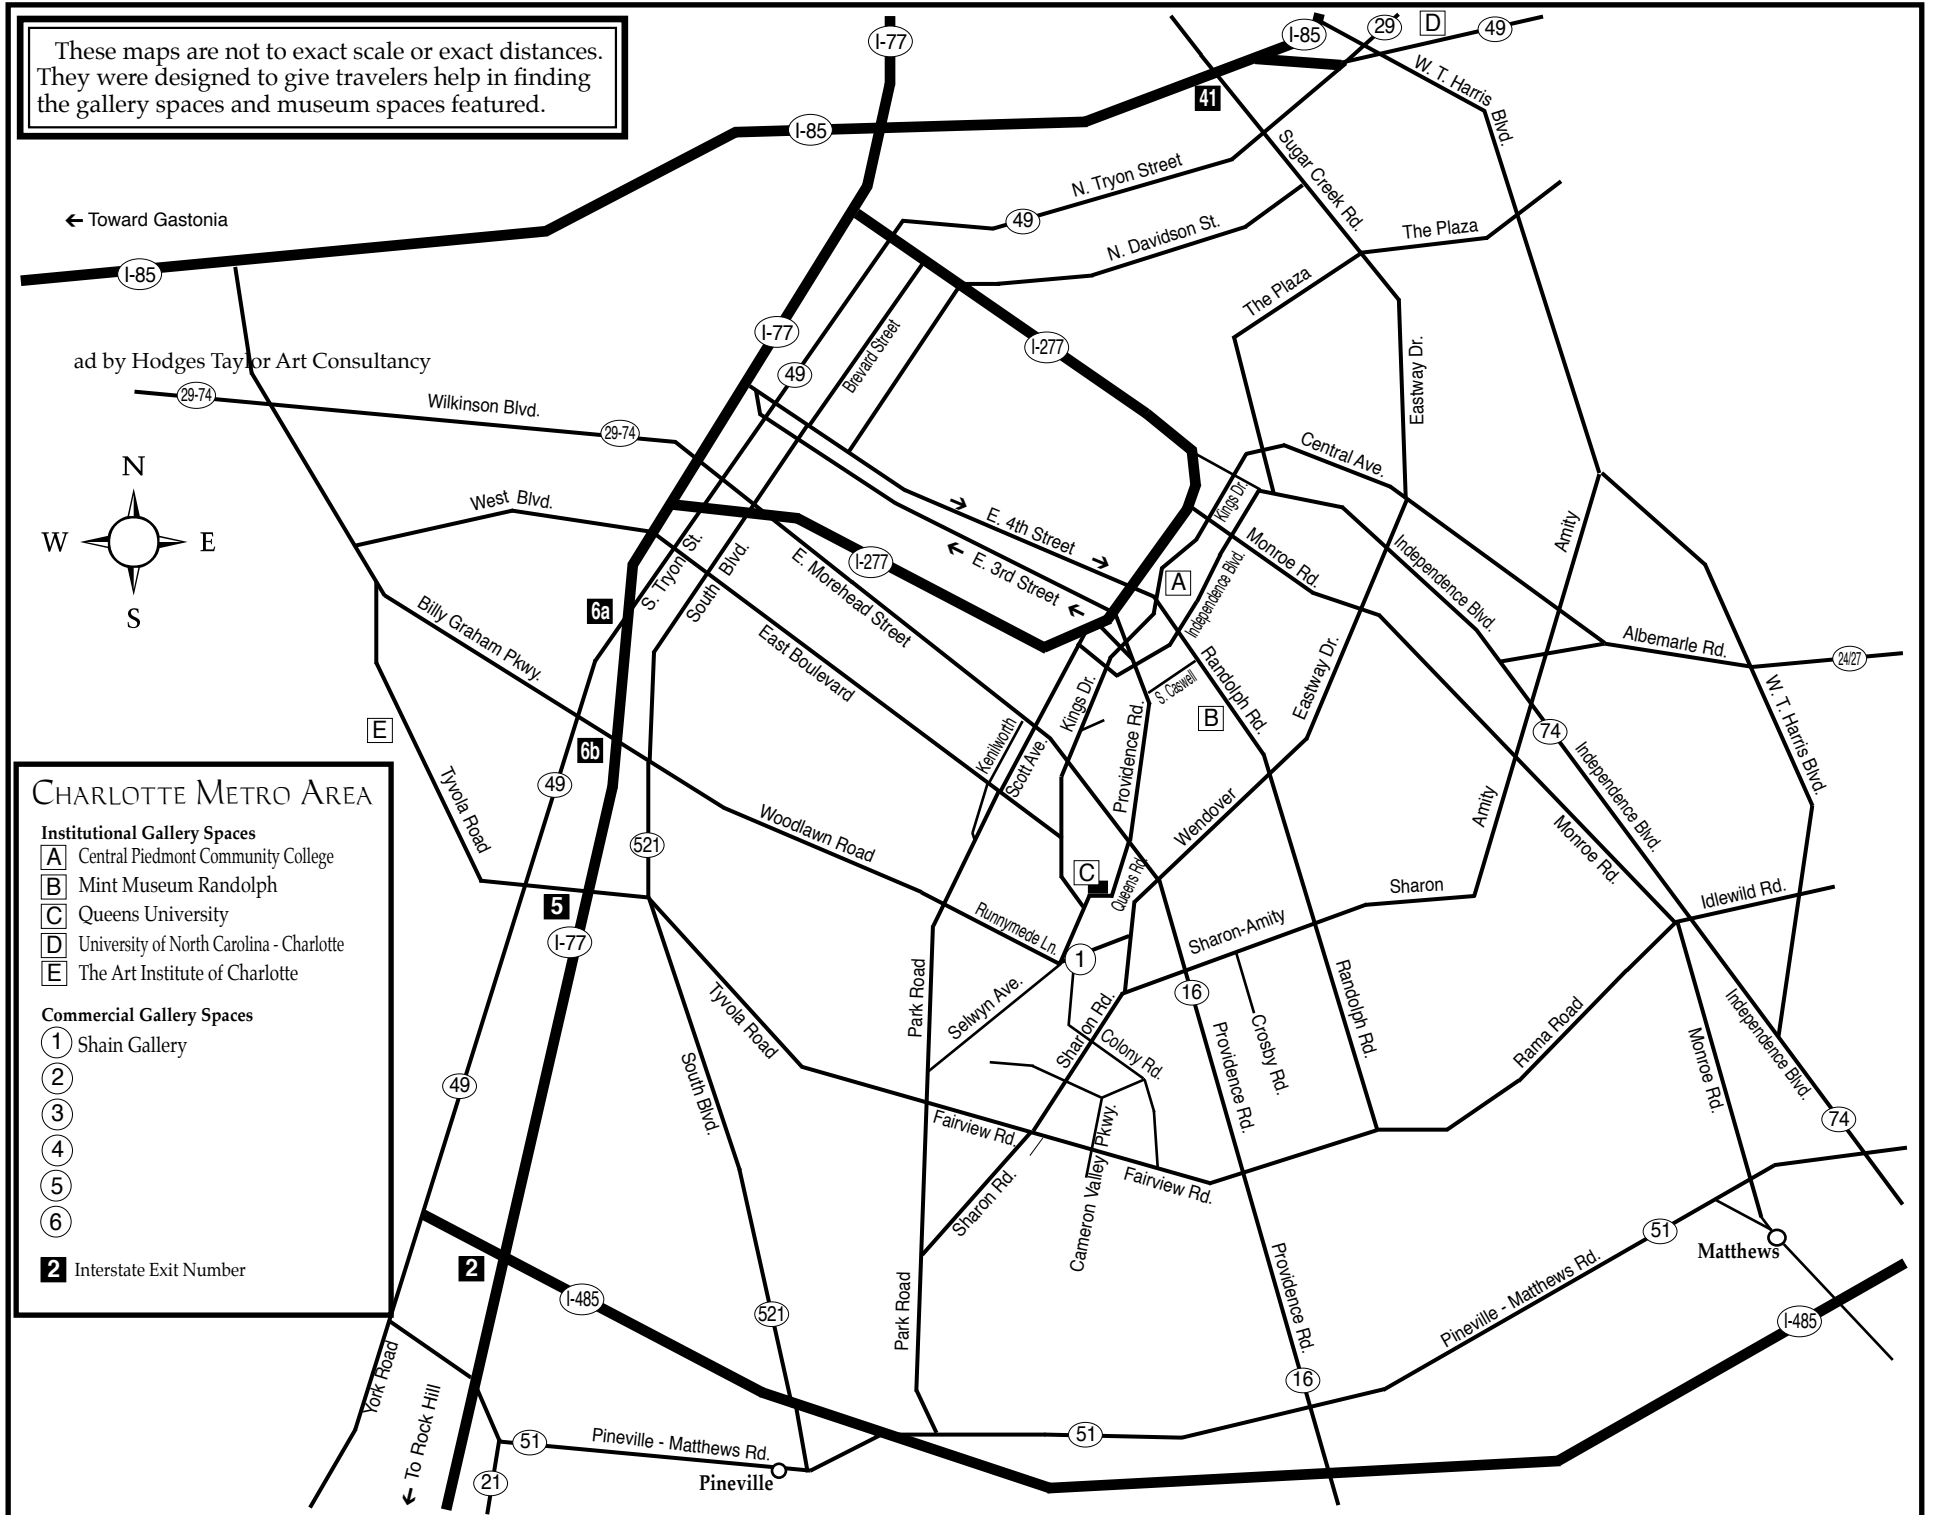 These maps are not to exact scale or exact distances.
They were designed to give travelers help in finding
the gallery spaces and museum spaces featured.
I-77
I-85
29
D
49
W. T. Harris
Blvd.
41
I-85
Sugar Creek Rd.
N. Tryon Street
49
← Toward Gastonia
N. Davidson St.
The Plaza
I-85
The Plaza
I-77
I-277
Brevard Street
49
Eastway Dr.
ad by Hodges Taylor Art Consultancy
29-74
Wilkinson Blvd.
29-74
Central Ave.
N
W
E
S
West Blvd.
Kings Dr.
→
E. 4th Street
→
←
E. 3rd Street
←
Monroe Rd.
Independence Blvd.
Amity
S. Tryon St.
South Blvd.
I-277
E. Morehead Street
A
Independence Blvd.
6a
Billy Graham Pkwy.
East Boulevard
Randolph Rd.
Eastway Dr.
Albemarle Rd.
24/27
S. Caswell
W. T. Harris Blvd.
E
6b
Kings Dr.
B
Kenilworth
Scott Ave.
Providence Rd.
74
Independence Blvd.
Tyvola Road
49
Woodlawn Road
Wendover
Amity
Monroe Rd.
521
C
Queens Rd.
Sharon
Idlewild Rd.
5
Runnymede Ln.
Sharon-Amity
I-77
1
CHARLOTTE METRO AREA
Institutional Gallery Spaces
A Central Piedmont Community College
B Mint Museum Randolph
C Queens University
D University of North Carolina - Charlotte
E The Art Institute of Charlotte
Commercial Gallery Spaces
1 Shain Gallery
2
3
4
5
6
2 Interstate Exit Number
Park Road
Selwyn Ave.
16
Randolph Rd.
Tyvola Road
Sharon Rd.
Colony Rd.
Crosby Rd.
Providence Rd.
Rama Road
Monroe Rd.
Independence Blvd.
49
South Blvd.
Fairview Rd.
74
Cameron Valley Pkwy.
Fairview Rd.
Sharon Rd.
51
Matthews
2
I-485
521
Park Road
Providence Rd.
Pineville - Matthews Rd.
I-485
York Road
← To Rock Hill
16
51
Pineville - Matthews Rd.
51
21
Pineville